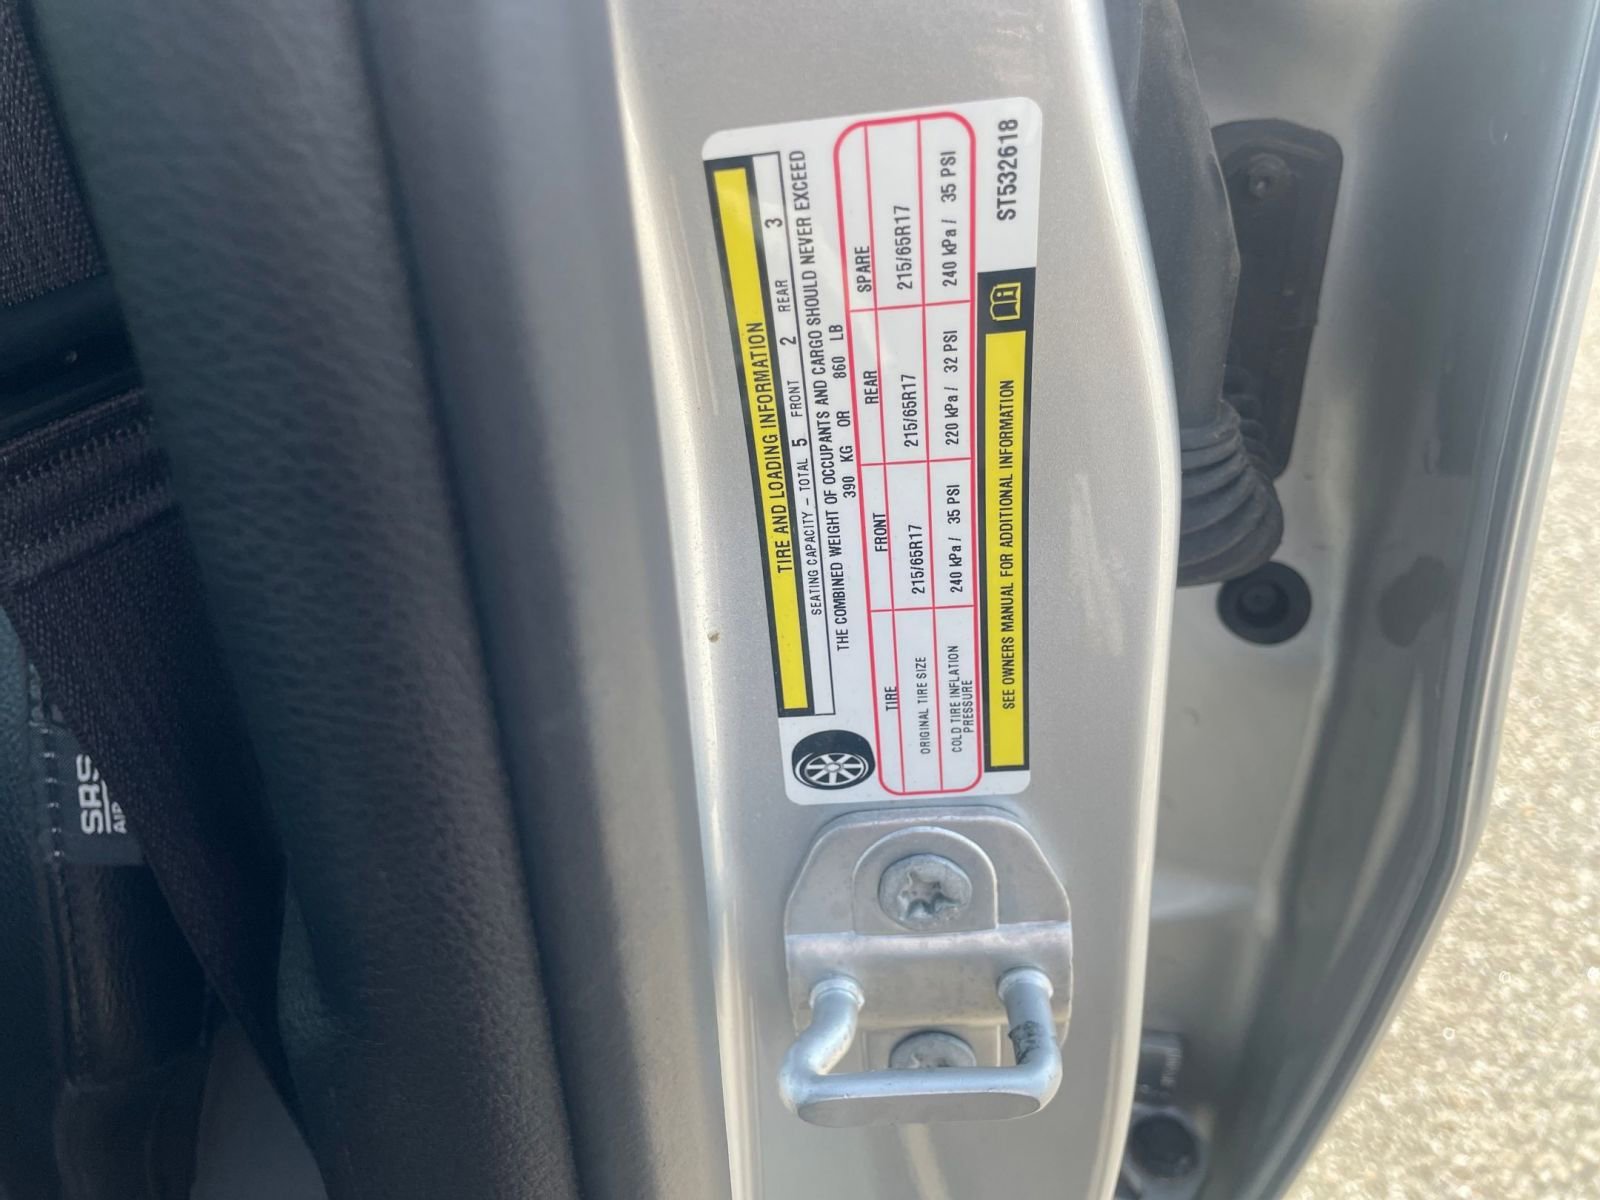 TIRE AND LOADING INFORMATION
SEATING CAPACITY – TOTAL 5 FRONT 2 REAR 3
THE COMBINED WEIGHT OF OCCUPANTS AND CARGO SHOULD NEVER EXCEED
390 KG OR 860 LB
TIRE FRONT REAR SPARE
ORIGINAL TIRE SIZE 215/65R17 215/65R17 215/65R17
COLD TIRE INFLATION
PRESSURE 240 kPa / 35 PSI 220 kPa / 32 PSI 240 kPa / 35 PSI
SEE OWNERS MANUAL FOR ADDITIONAL INFORMATION
ST532618
SRS
AIR